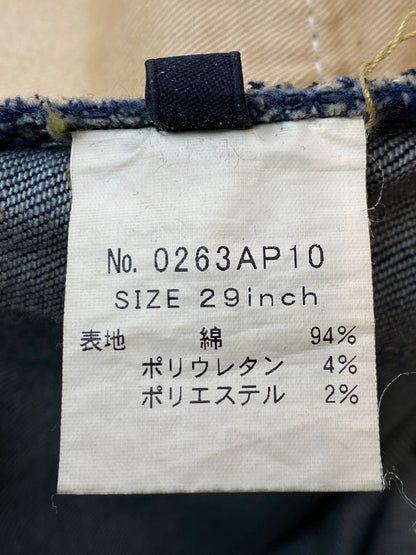 No. 0263AP10
SIZE 29inch
表地 綿 94%
ポリウレタン 4%
ポリエステル 2%